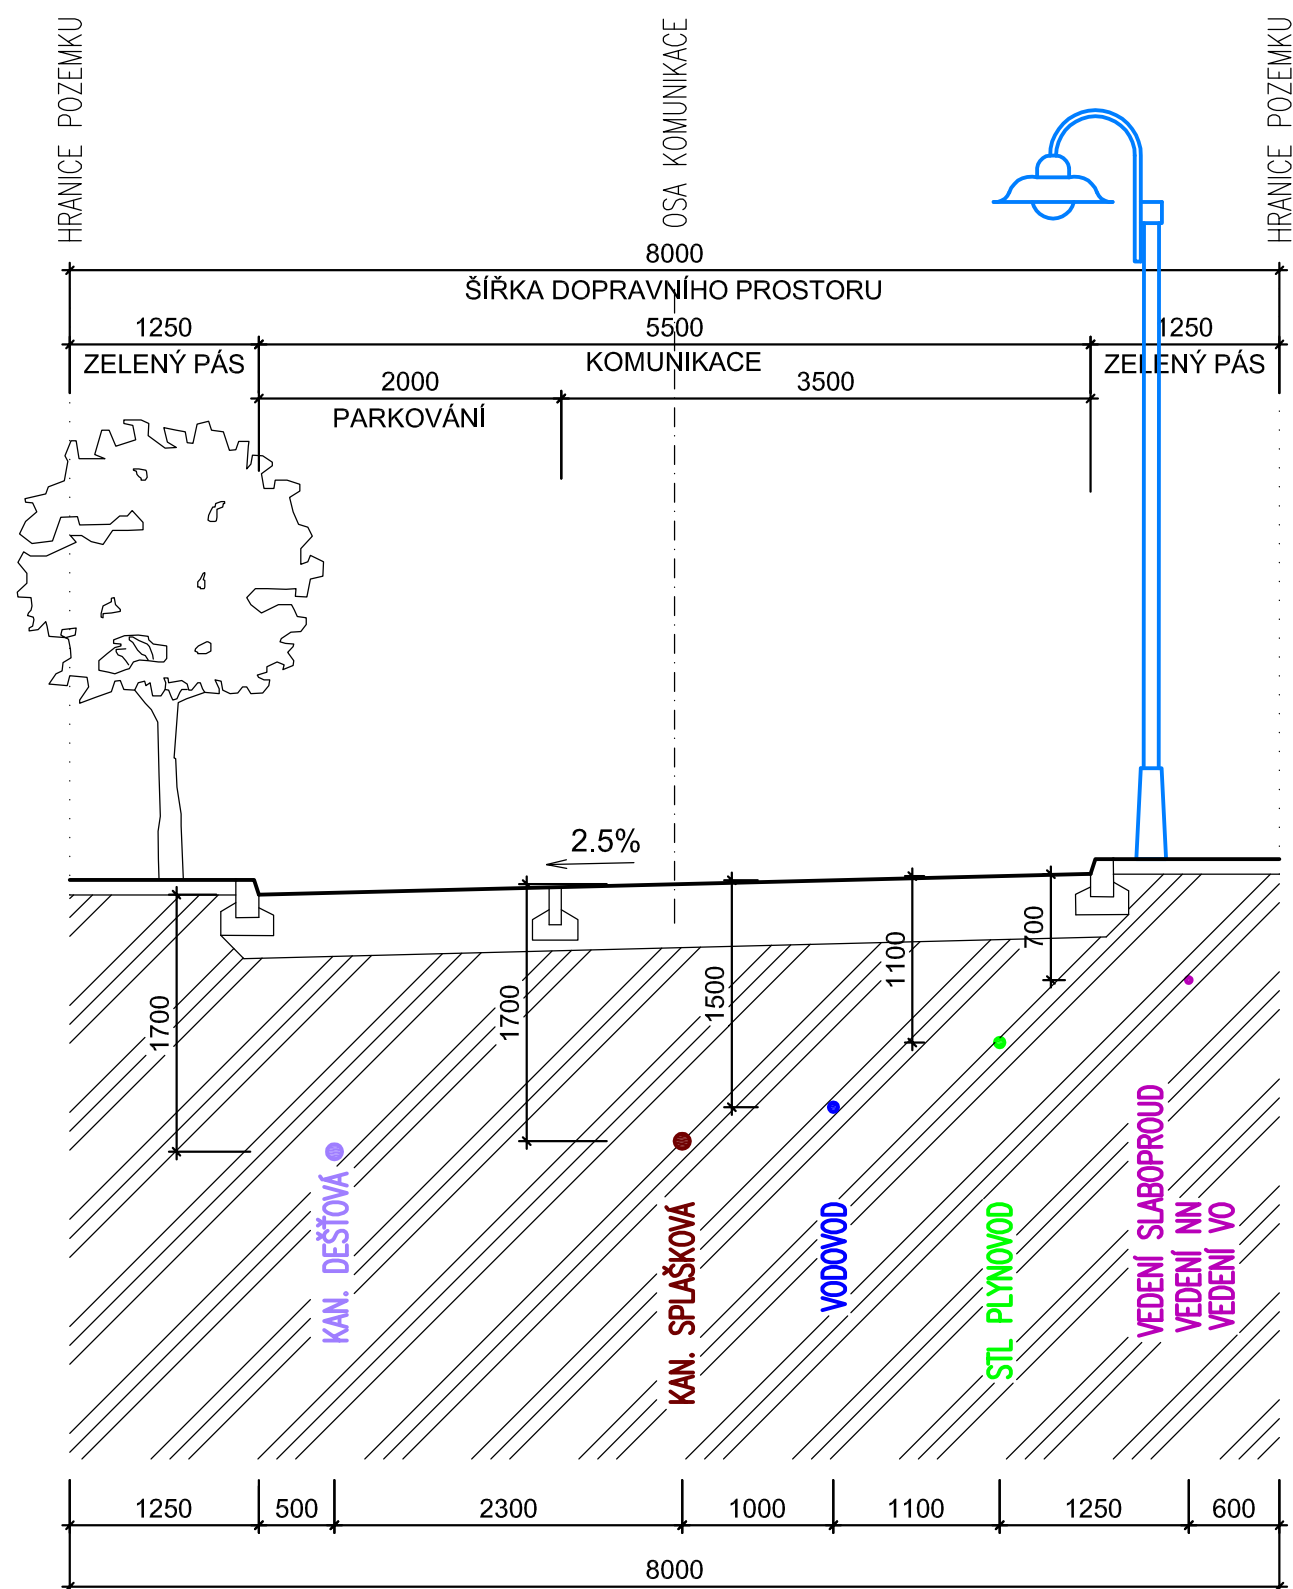 HRANICE POZEMKU
OSA KOMUNIKACE
HRANICE POZEMKU
8000
ŠÍŘKA DOPRAVNÍHO PROSTORU
1250
5500
1250
ZELENÝ PÁS
KOMUNIKACE
ZELENÝ PÁS
2000
3500
PARKOVÁNÍ
2.5%
1700
1700
1500
1100
700
KAN. DEŠŤOVÁ
KAN. SPLAŠKOVÁ
VODOVOD
STL PLYNOVOD
VEDENÍ SLABOPROUD
VEDENÍ NN
VEDENÍ VO
1250
500
2300
1000
1100
1250
600
8000